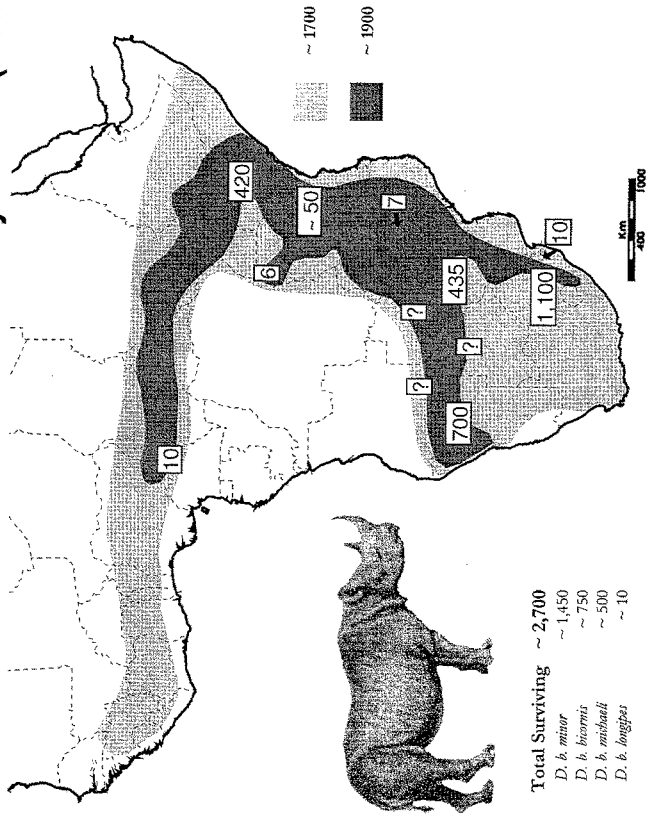 ~ 1700
~ 1900
420
~ 50
7
6
10
?
435
?
?
10
1,100
700
Km
400
1000
Total Surviving ~ 2,700
D. b. minor ~ 1,450
D. b. bicornis ~ 750
D. b. michaeli ~ 500
D. b. longipes ~ 10